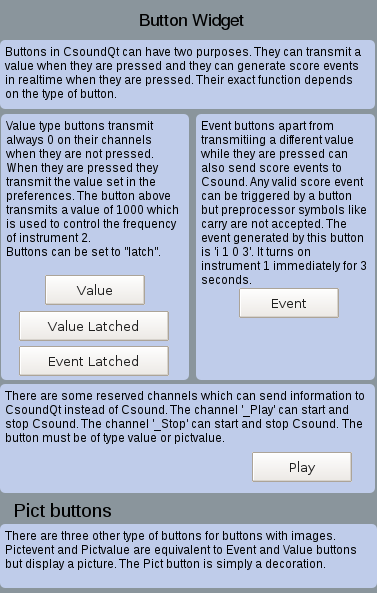 Button Widget
Buttons in CsoundQt can have two purposes. They can transmit a
value when they are pressed and they can generate score events
in realtime when they are pressed. Their exact function depends
on the type of button.
Value type buttons transmit
always 0 on their channels
when they are not pressed.
When they are pressed they
transmit the value set in the
preferences. The button above
transmits a value of 1000 which
is used to control the frequency
of instrument 2.
Buttons can be set to "latch".
Value
Value Latched
Event Latched
Event buttons apart from
transmitiing a different value
while they are pressed can
also send score events to
Csound. Any valid score event
can be triggered by a button
but preprocessor symbols like
carry are not accepted. The
event generated by this button
is 'i 1 0 3'. It turns on
instrument 1 immediately for 3
seconds.
Event
There are some reserved channels which can send information to
CsoundQt instead of Csound. The channel '_Play' can start and
stop Csound. The channel '_Stop' can start and stop Csound. The
button must be of type value or pictvalue.
Play
Pict buttons
There are three other type of buttons for buttons with images.
Pictevent and Pictvalue are equivalent to Event and Value buttons
but display a picture. The Pict button is simply a decoration.